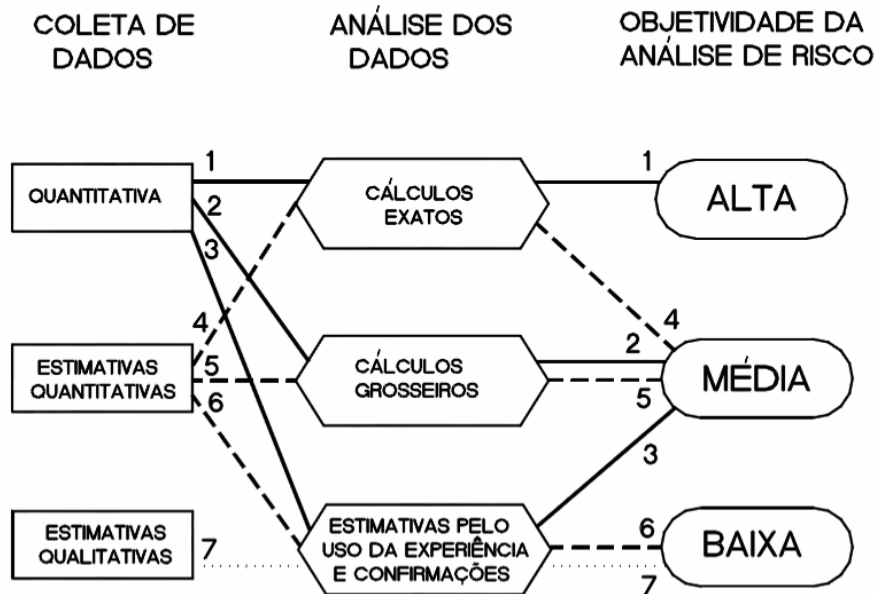 COLETA DE
DADOS
ANÁLISE DOS
DADOS
OBJETIVIDADE DA
ANÁLISE DE RISCO
QUANTITATIVA
1
2
3
CÁLCULOS
EXATOS
1
ALTA
4
4
ESTIMATIVAS
QUANTITATIVAS
5
6
CÁLCULOS
GROSSEIROS
2
5
3
MÉDIA
ESTIMATIVAS
QUALITATIVAS
7
ESTIMATIVAS PELO
USO DA EXPERIÊNCIA
E CONFIRMAÇÕES
6
7
BAIXA